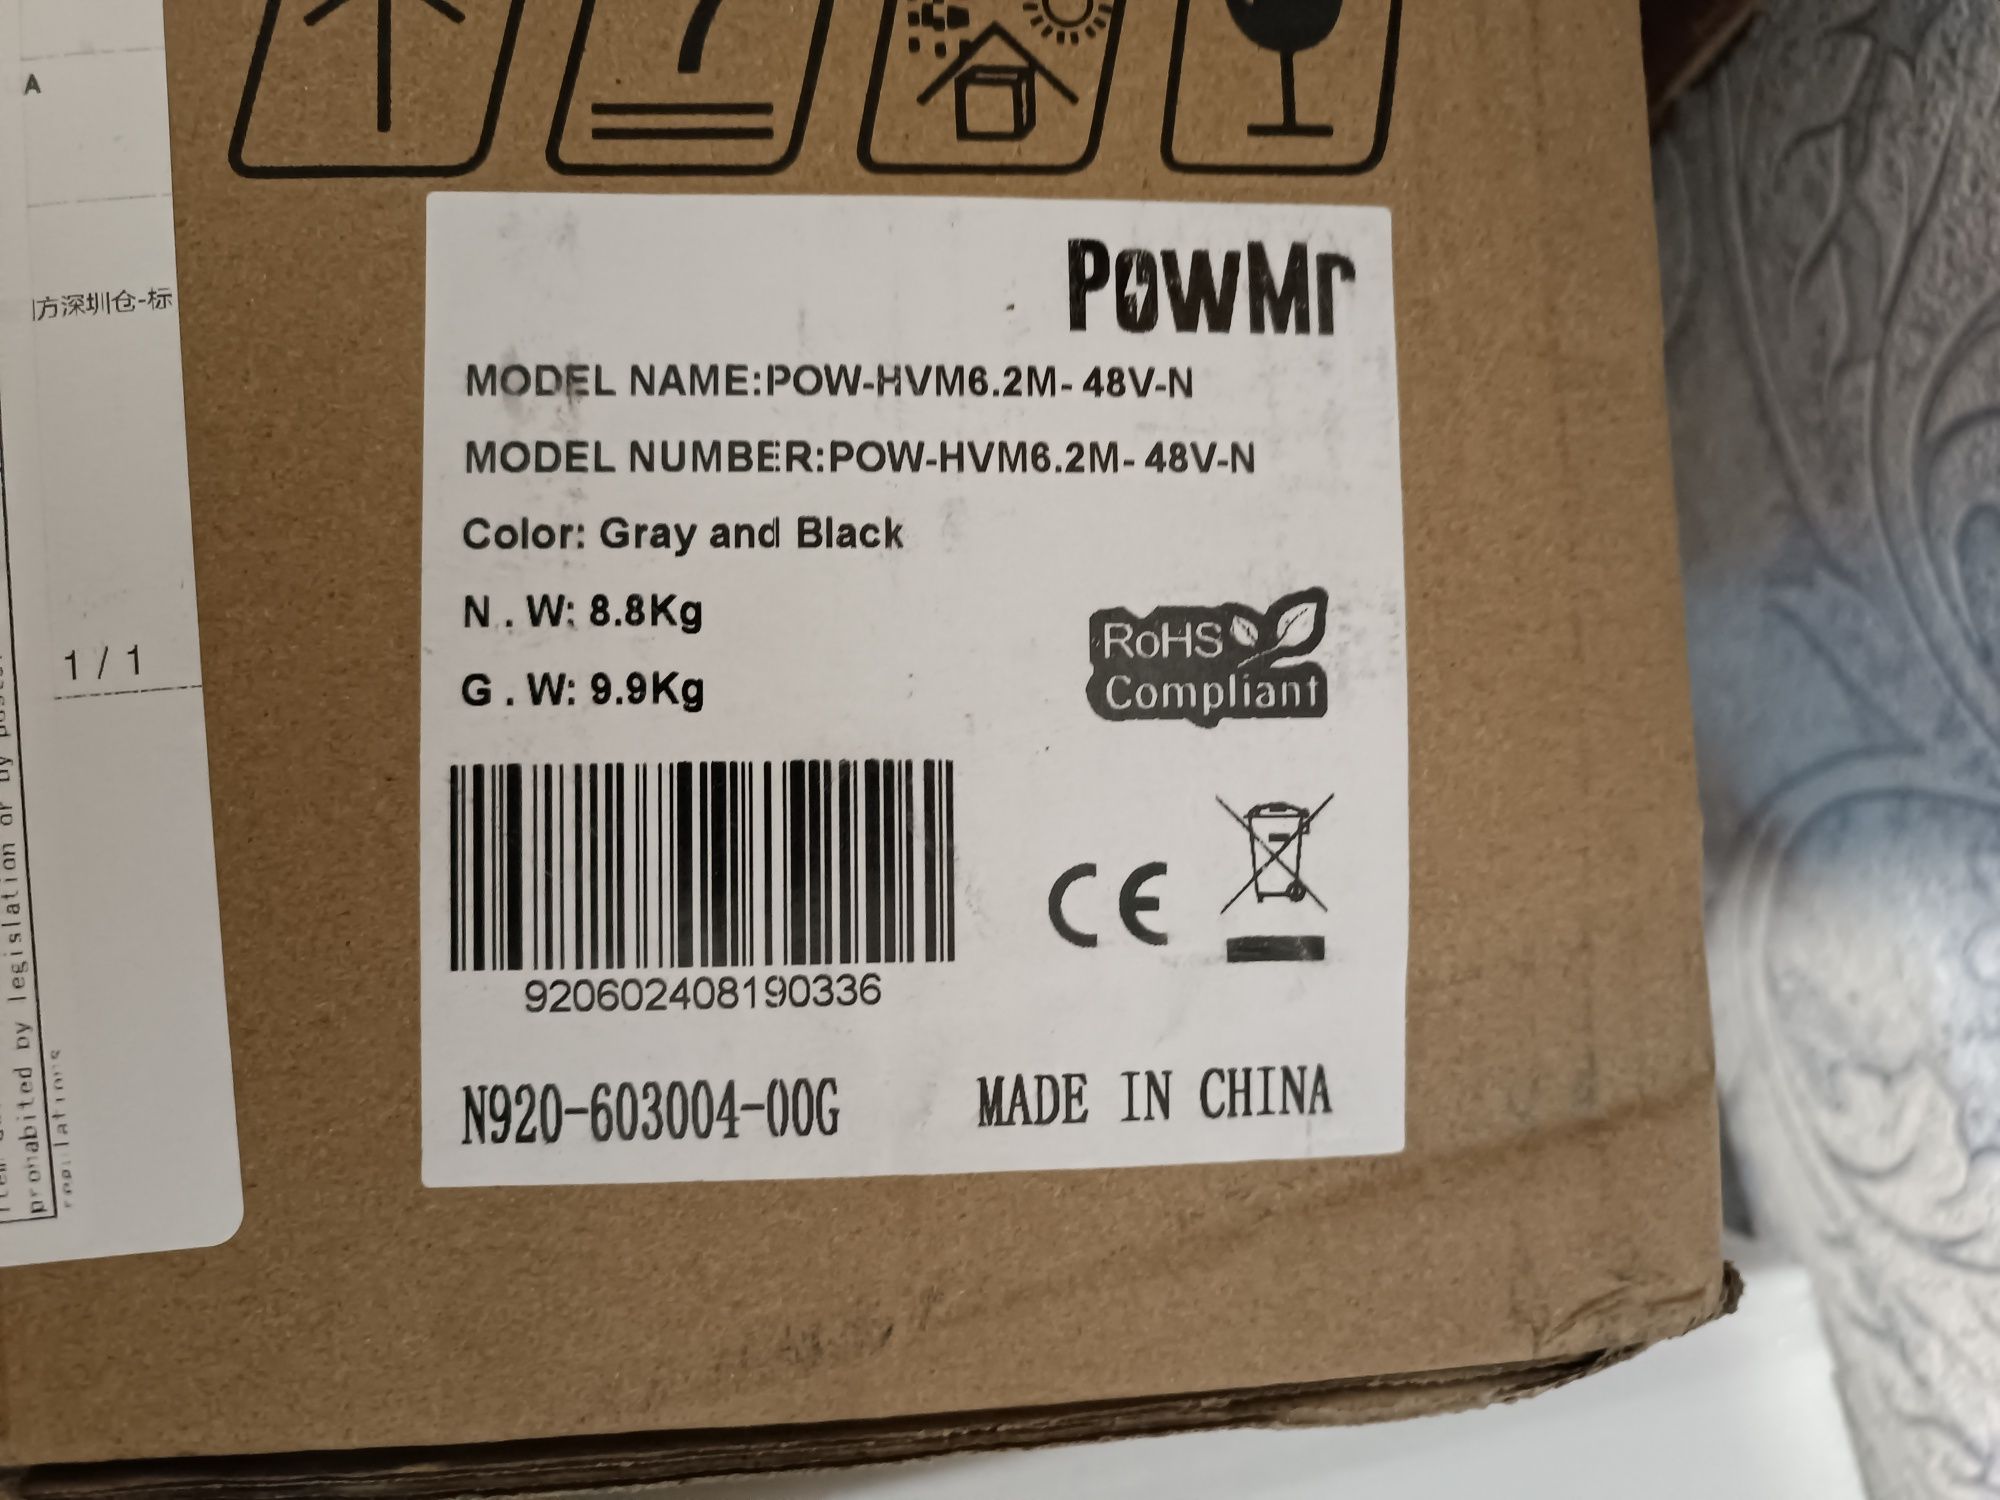 A
方深圳仓-标
1 / 1
prohabited by legislation or by
regulations
PowMr
MODEL NAME:POW-HVM6.2M- 48V-N
MODEL NUMBER:POW-HVM6.2M- 48V-N
Color: Gray and Black
N . W: 8.8Kg
G . W: 9.9Kg
RoHS
Compliant
CE
920602408190336
N920-603004-00G
MADE IN CHINA